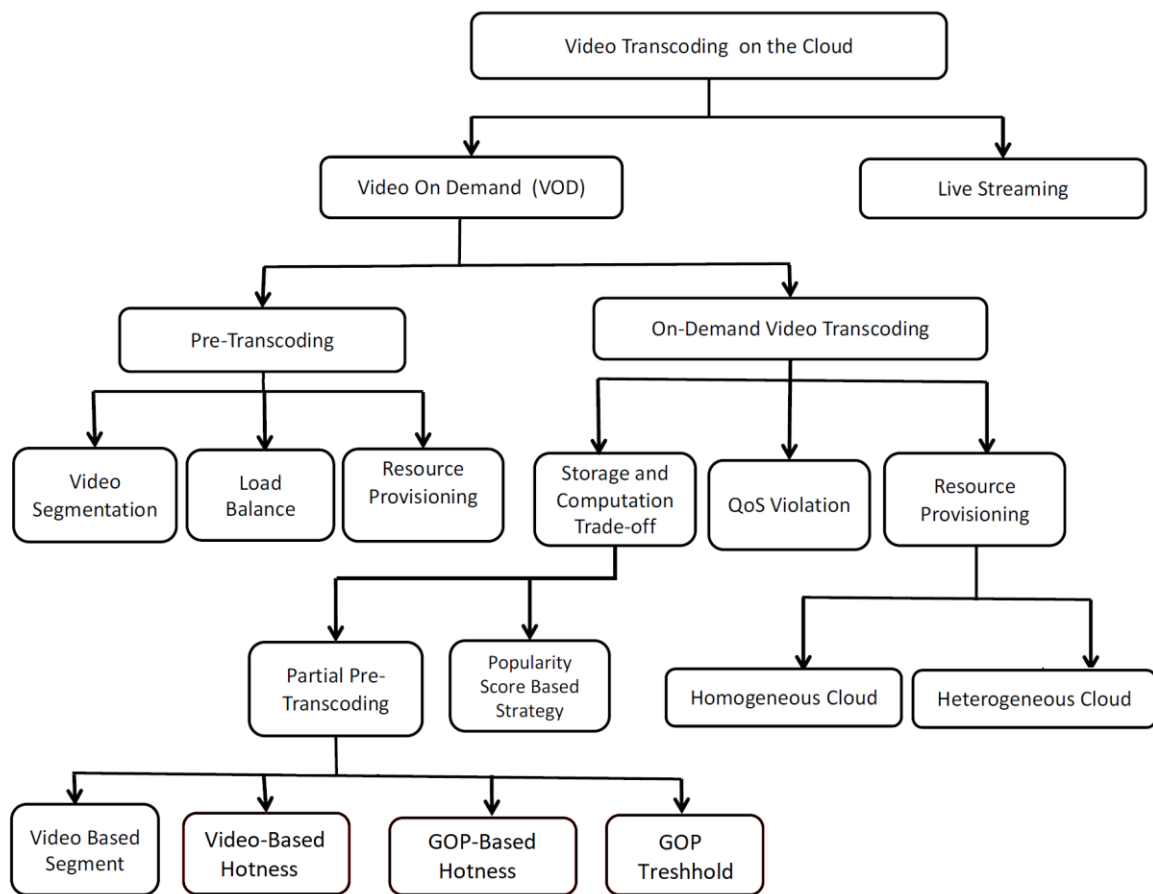 Video Transcoding on the Cloud
Video On Demand (VOD)
Live Streaming
Pre-Transcoding
On-Demand Video Transcoding
Video
Segmentation
Load
Balance
Resource
Provisioning
Storage and
Computation
Trade-off
QoS Violation
Resource
Provisioning
Partial Pre-
Transcoding
Popularity
Score Based
Strategy
Homogeneous Cloud
Heterogeneous Cloud
Video Based
Segment
Video-Based
Hotness
GOP-Based
Hotness
GOP
Treshhold